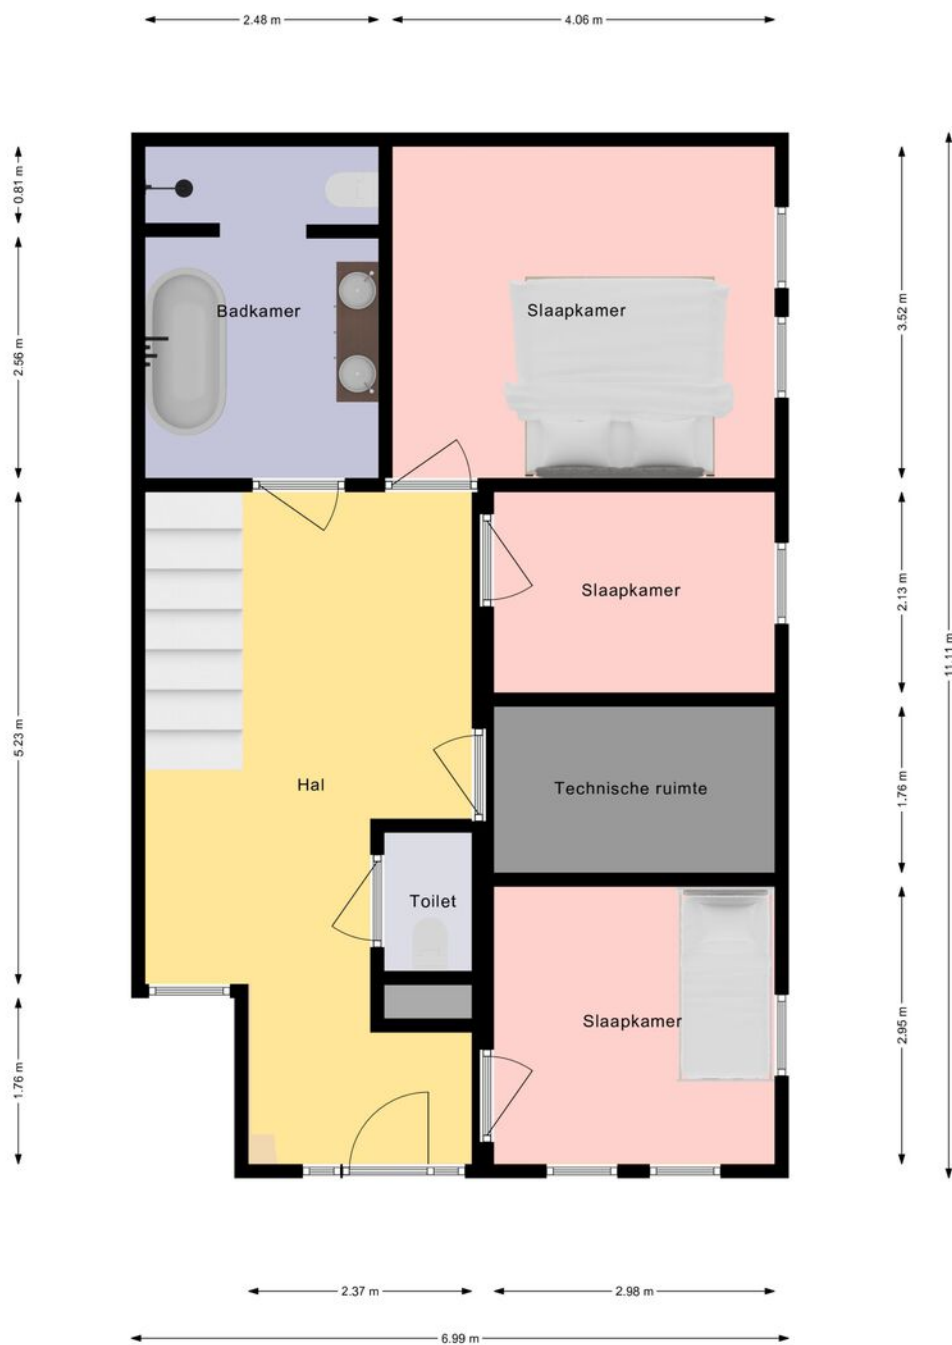 2.48 m
4.06 m
0.81 m
2.56 m
5.23 m
1.76 m
3.52 m
2.13 m
1.76 m
2.95 m
11.11 m
Badkamer
Slaapkamer
Slaapkamer
Hal
Technische ruimte
Toilet
Slaapkamer
2.37 m
2.98 m
6.99 m